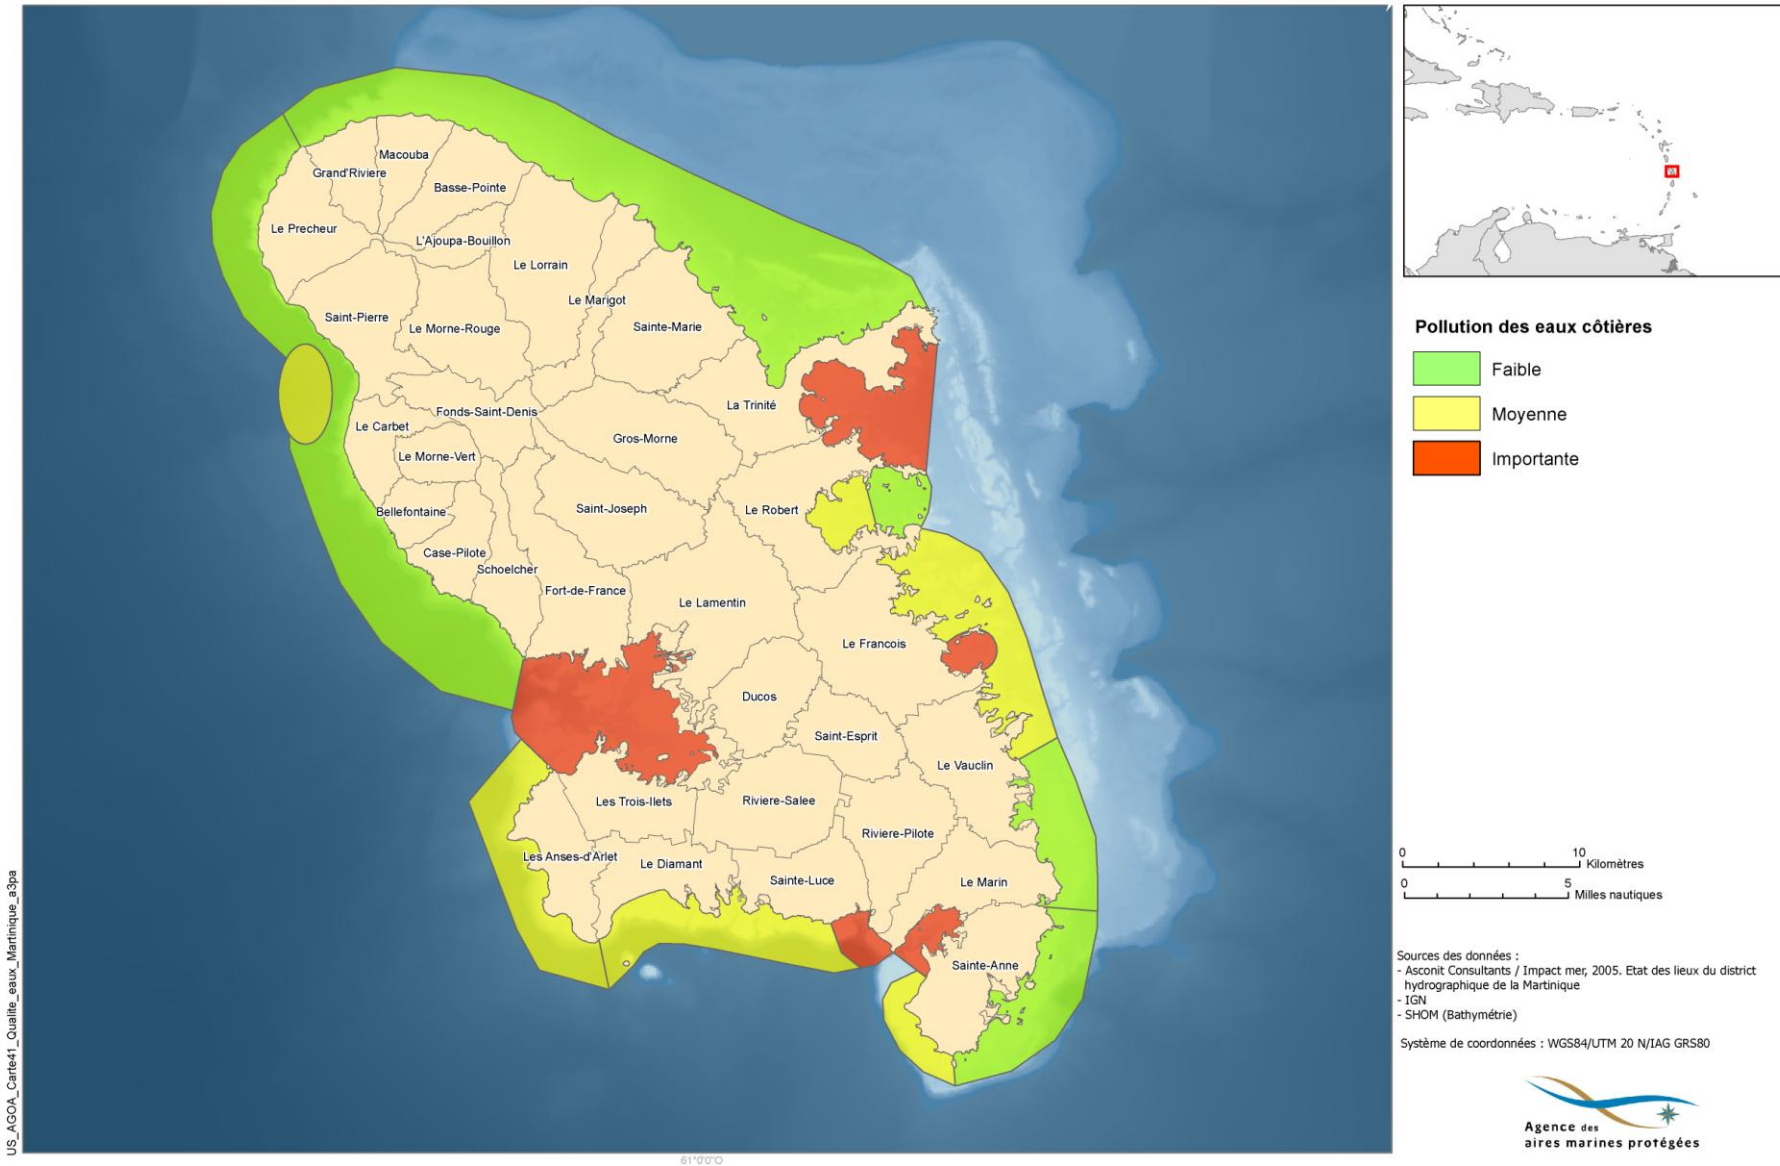 Macouba
Grand'Riviere
Basse-Pointe
Le Precheur
L'Ajoupa-Bouillon
Le Lorrain
Le Marigot
Saint-Pierre
Le Morne-Rouge
Sainte-Marie
La Trinité
Fonds-Saint-Denis
Le Carbet
Gros-Morne
Le Morne-Vert
Bellefontaine
Saint-Joseph
Le Robert
Case-Pilote
Schoelcher
Fort-de-France
Le Lamentin
Le Francois
Ducos
Saint-Esprit
Le Vauclin
Les Trois-Ilets
Riviere-Salee
Riviere-Pilote
Les Anses-d'Arlet
Le Diamant
Sainte-Luce
Le Marin
Sainte-Anne
61°0'0"O
US_AGOA_Carte41_Qualite_eaux_Martinique_a3pa
Pollution des eaux côtières
Faible
Moyenne
Importante
0 10
Kilomètres
0 5
Milles nautiques
Sources des données :
- Asconit Consultants / Impact mer, 2005. Etat des lieux du district
hydrographique de la Martinique
- IGN
- SHOM (Bathymétrie)
Système de coordonnées : WGS84/UTM 20 N/IAG GRS80
Agence des
aires marines protégées